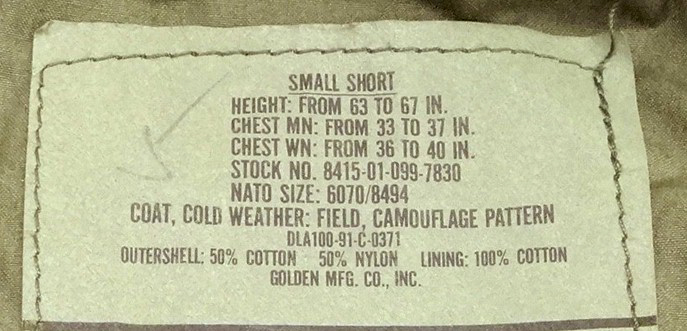 SMALL SHORT
HEIGHT: FROM 63 TO 67 IN.
CHEST MN: FROM 33 TO 37 IN.
CHEST WN: FROM 36 TO 40 IN.
STOCK NO. 8415-01-099-7830
NATO SIZE: 6070/8494
COAT, COLD WEATHER: FIELD, CAMOUFLAGE PATTERN
DLA100-91-C-0371
OUTERSHELL: 50% COTTON 50% NYLON LINING: 100% COTTON
GOLDEN MFG. CO., INC.